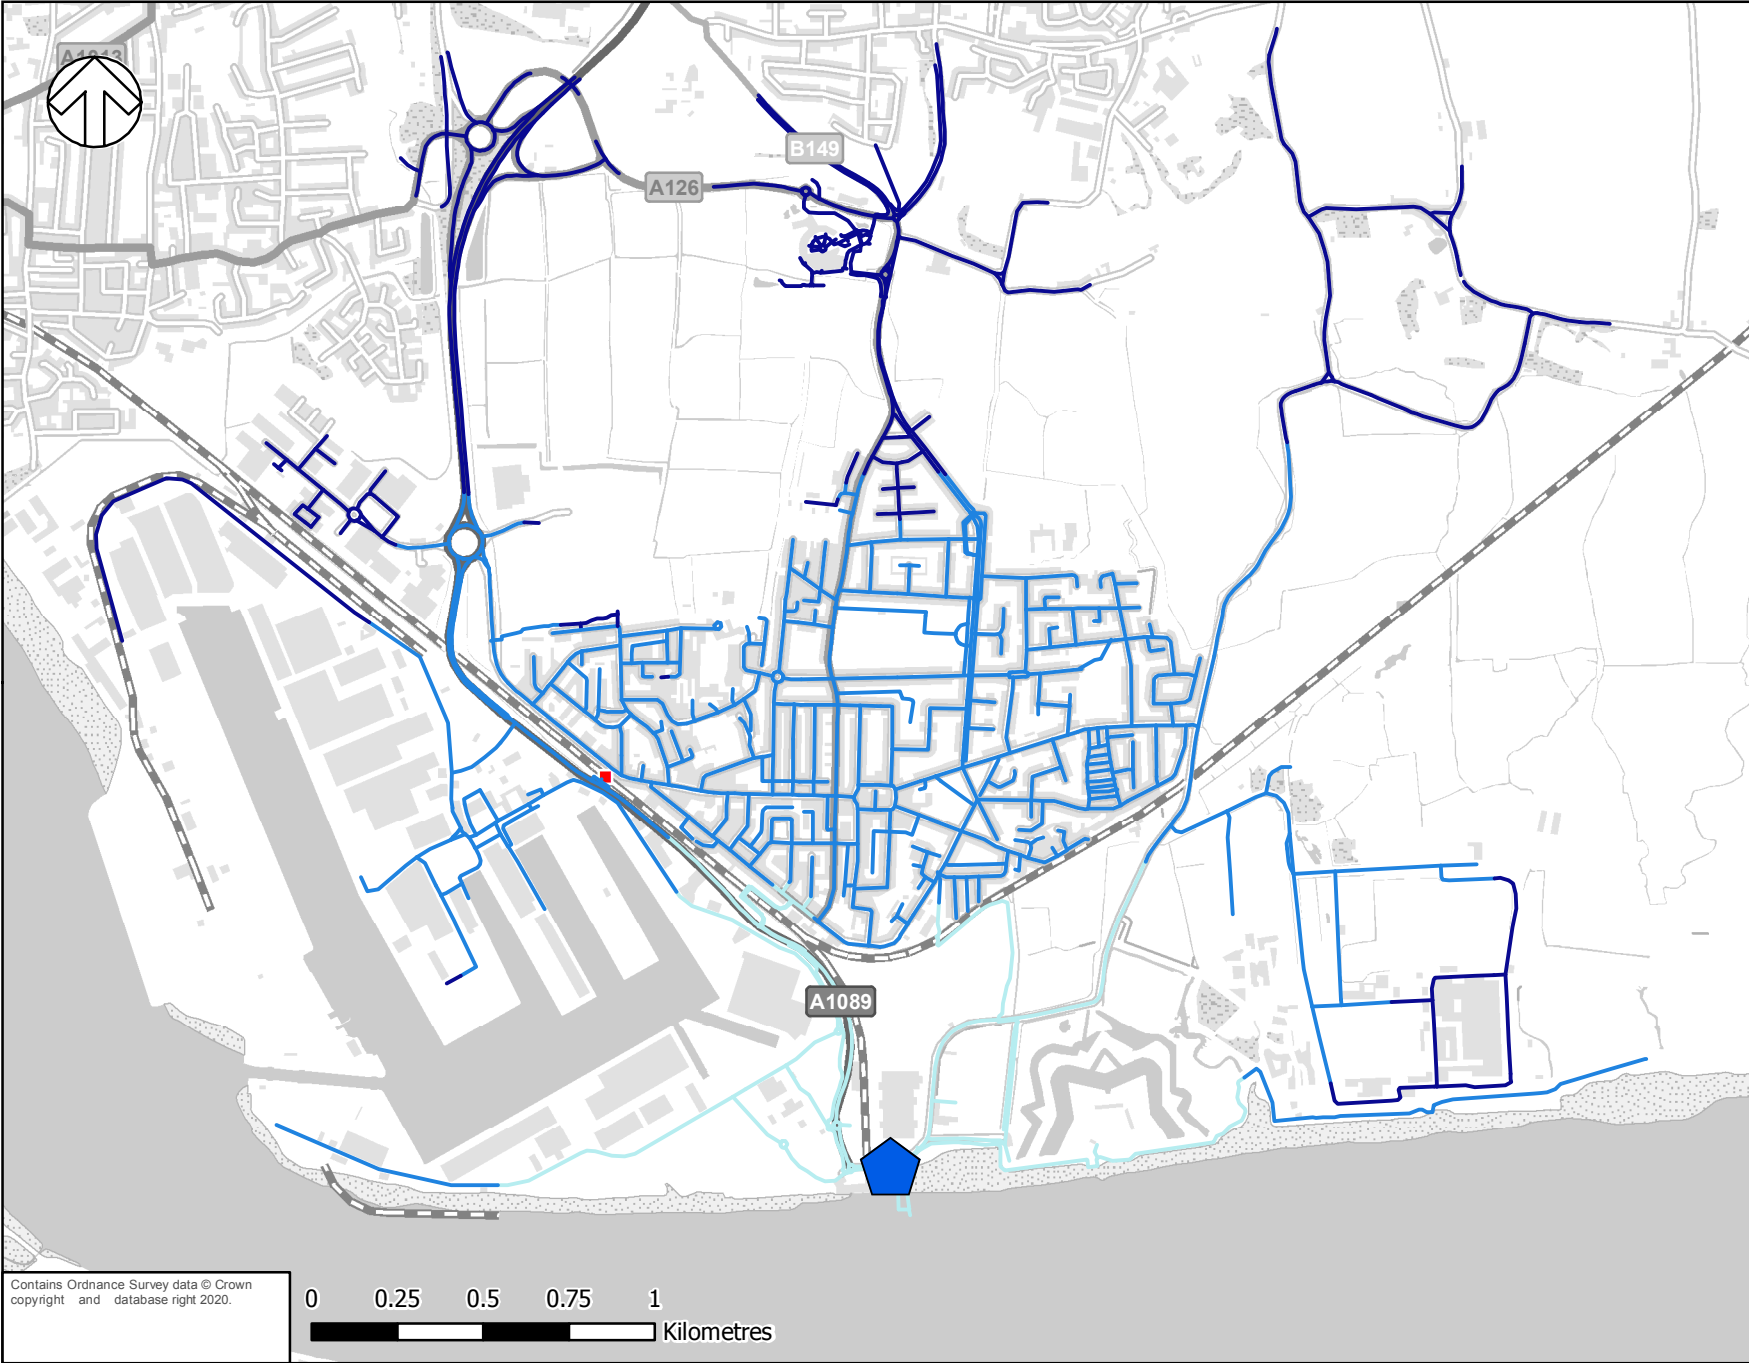 A1013
B149
A126
A1089
Contains Ordnance Survey data © Crown
copyright and database right 2020.
0 0.25 0.5 0.75 1
Kilometres